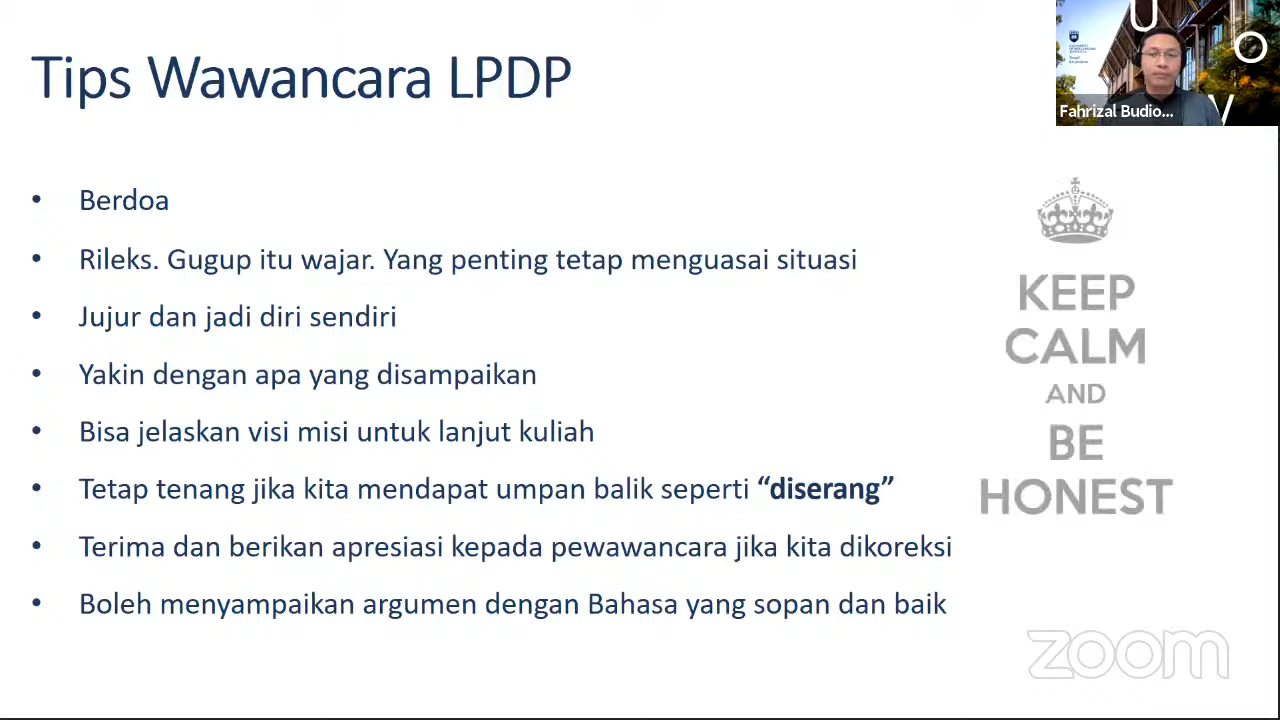 Tips Wawancara LPDP
Fahrizal Budio...
• Berdoa
• Rileks. Gugup itu wajar. Yang penting tetap menguasai situasi
• Jujur dan jadi diri sendiri
• Yakin dengan apa yang disampaikan
• Bisa jelaskan visi misi untuk lanjut kuliah
• Tetap tenang jika kita mendapat umpan balik seperti “diserang”
• Terima dan berikan apresiasi kepada pewawancara jika kita dikoreksi
• Boleh menyampaikan argumen dengan Bahasa yang sopan dan baik
KEEP
CALM
AND
BE
HONEST
zoom
U
O